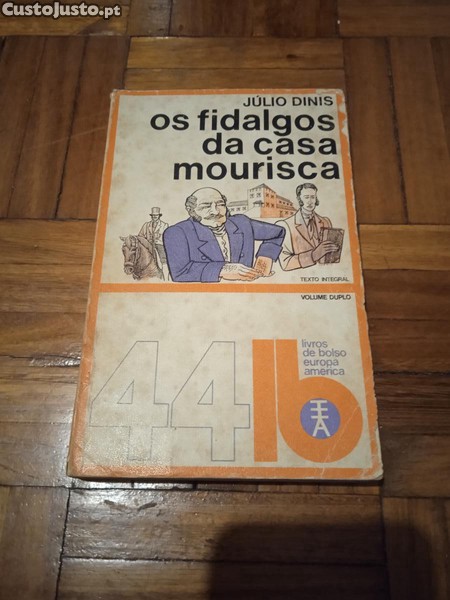 CustoJusto.pt
JÚLIO DINIS
os fidalgos
da casa
mourisca
TEXTO INTEGRAL
VOLUME DUPLO
44
lb
livros
de bolso
europa
américa
EA